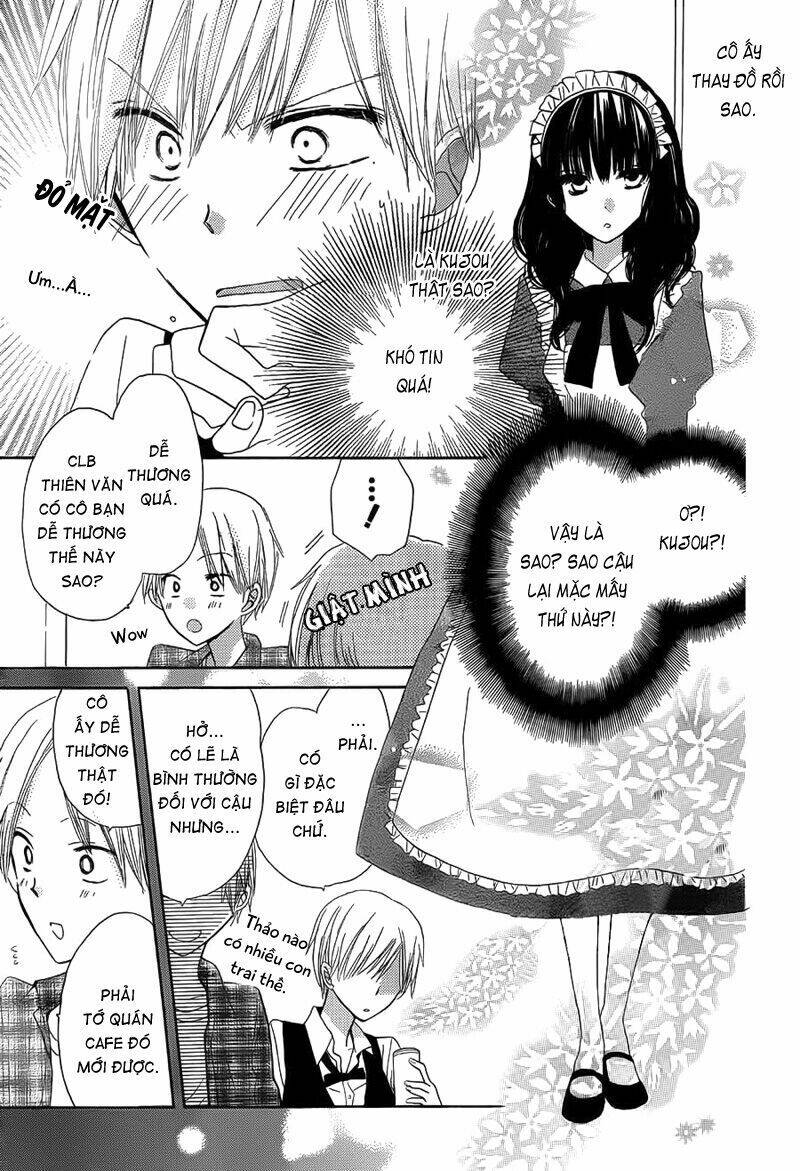 CÔ ẤY
THAY ĐỒ RỒI
SAO.
LÀ KUJOU
THẬT SAO?
KHÓ TIN
QUÁ!
ĐỎ MẶT
ƯM...À...
Ơ?!
KUJOU?!
VẬY LÀ
SAO? SAO CẬU
LẠI MẶC MẤY
THỨ NÀY?!
...!
GIẬT MÌNH
DỄ
THƯƠNG
QUÁ.
CLB
THIÊN VĂN
CÓ CÔ BẠN
DỄ THƯƠNG
THẾ NÀY
SAO?
Wow
...
PHẢI.
CÓ
GÌ ĐẶC
BIỆT ĐÂU
CHỨ.
HỞ...
CÓ LẼ LÀ
BÌNH THƯỜNG
ĐỐI VỚI CẬU
NHƯNG...
Thảo nào
có nhiều con
trai thế.
CÔ
ẤY DỄ
THƯƠNG
THẬT
ĐÓ!
PHẢI
TỚ QUÁN
CAFE ĐÓ
MỚI ĐƯỢC.